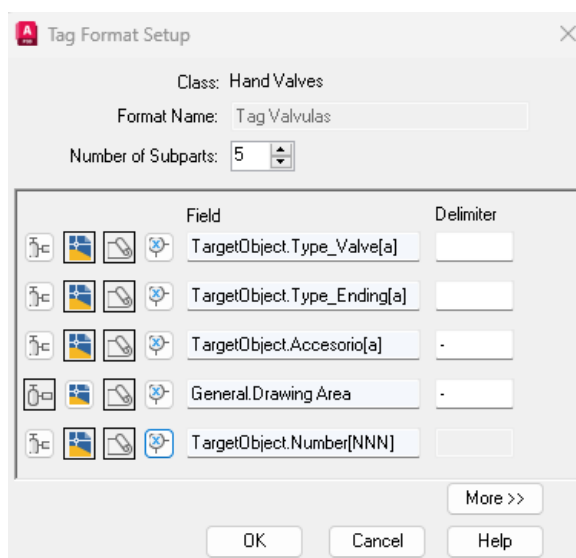 Tag Format Setup
Class: Hand Valves
Format Name: Tag Valvulas
Number of Subparts: 5
Field Delimiter
TargetObject.Type_Valve[a]
TargetObject.Type_Ending[a]
TargetObject.Accesorio[a] -
General.Drawing Area -
TargetObject.Number[NNN]
More >>
OK Cancel Help